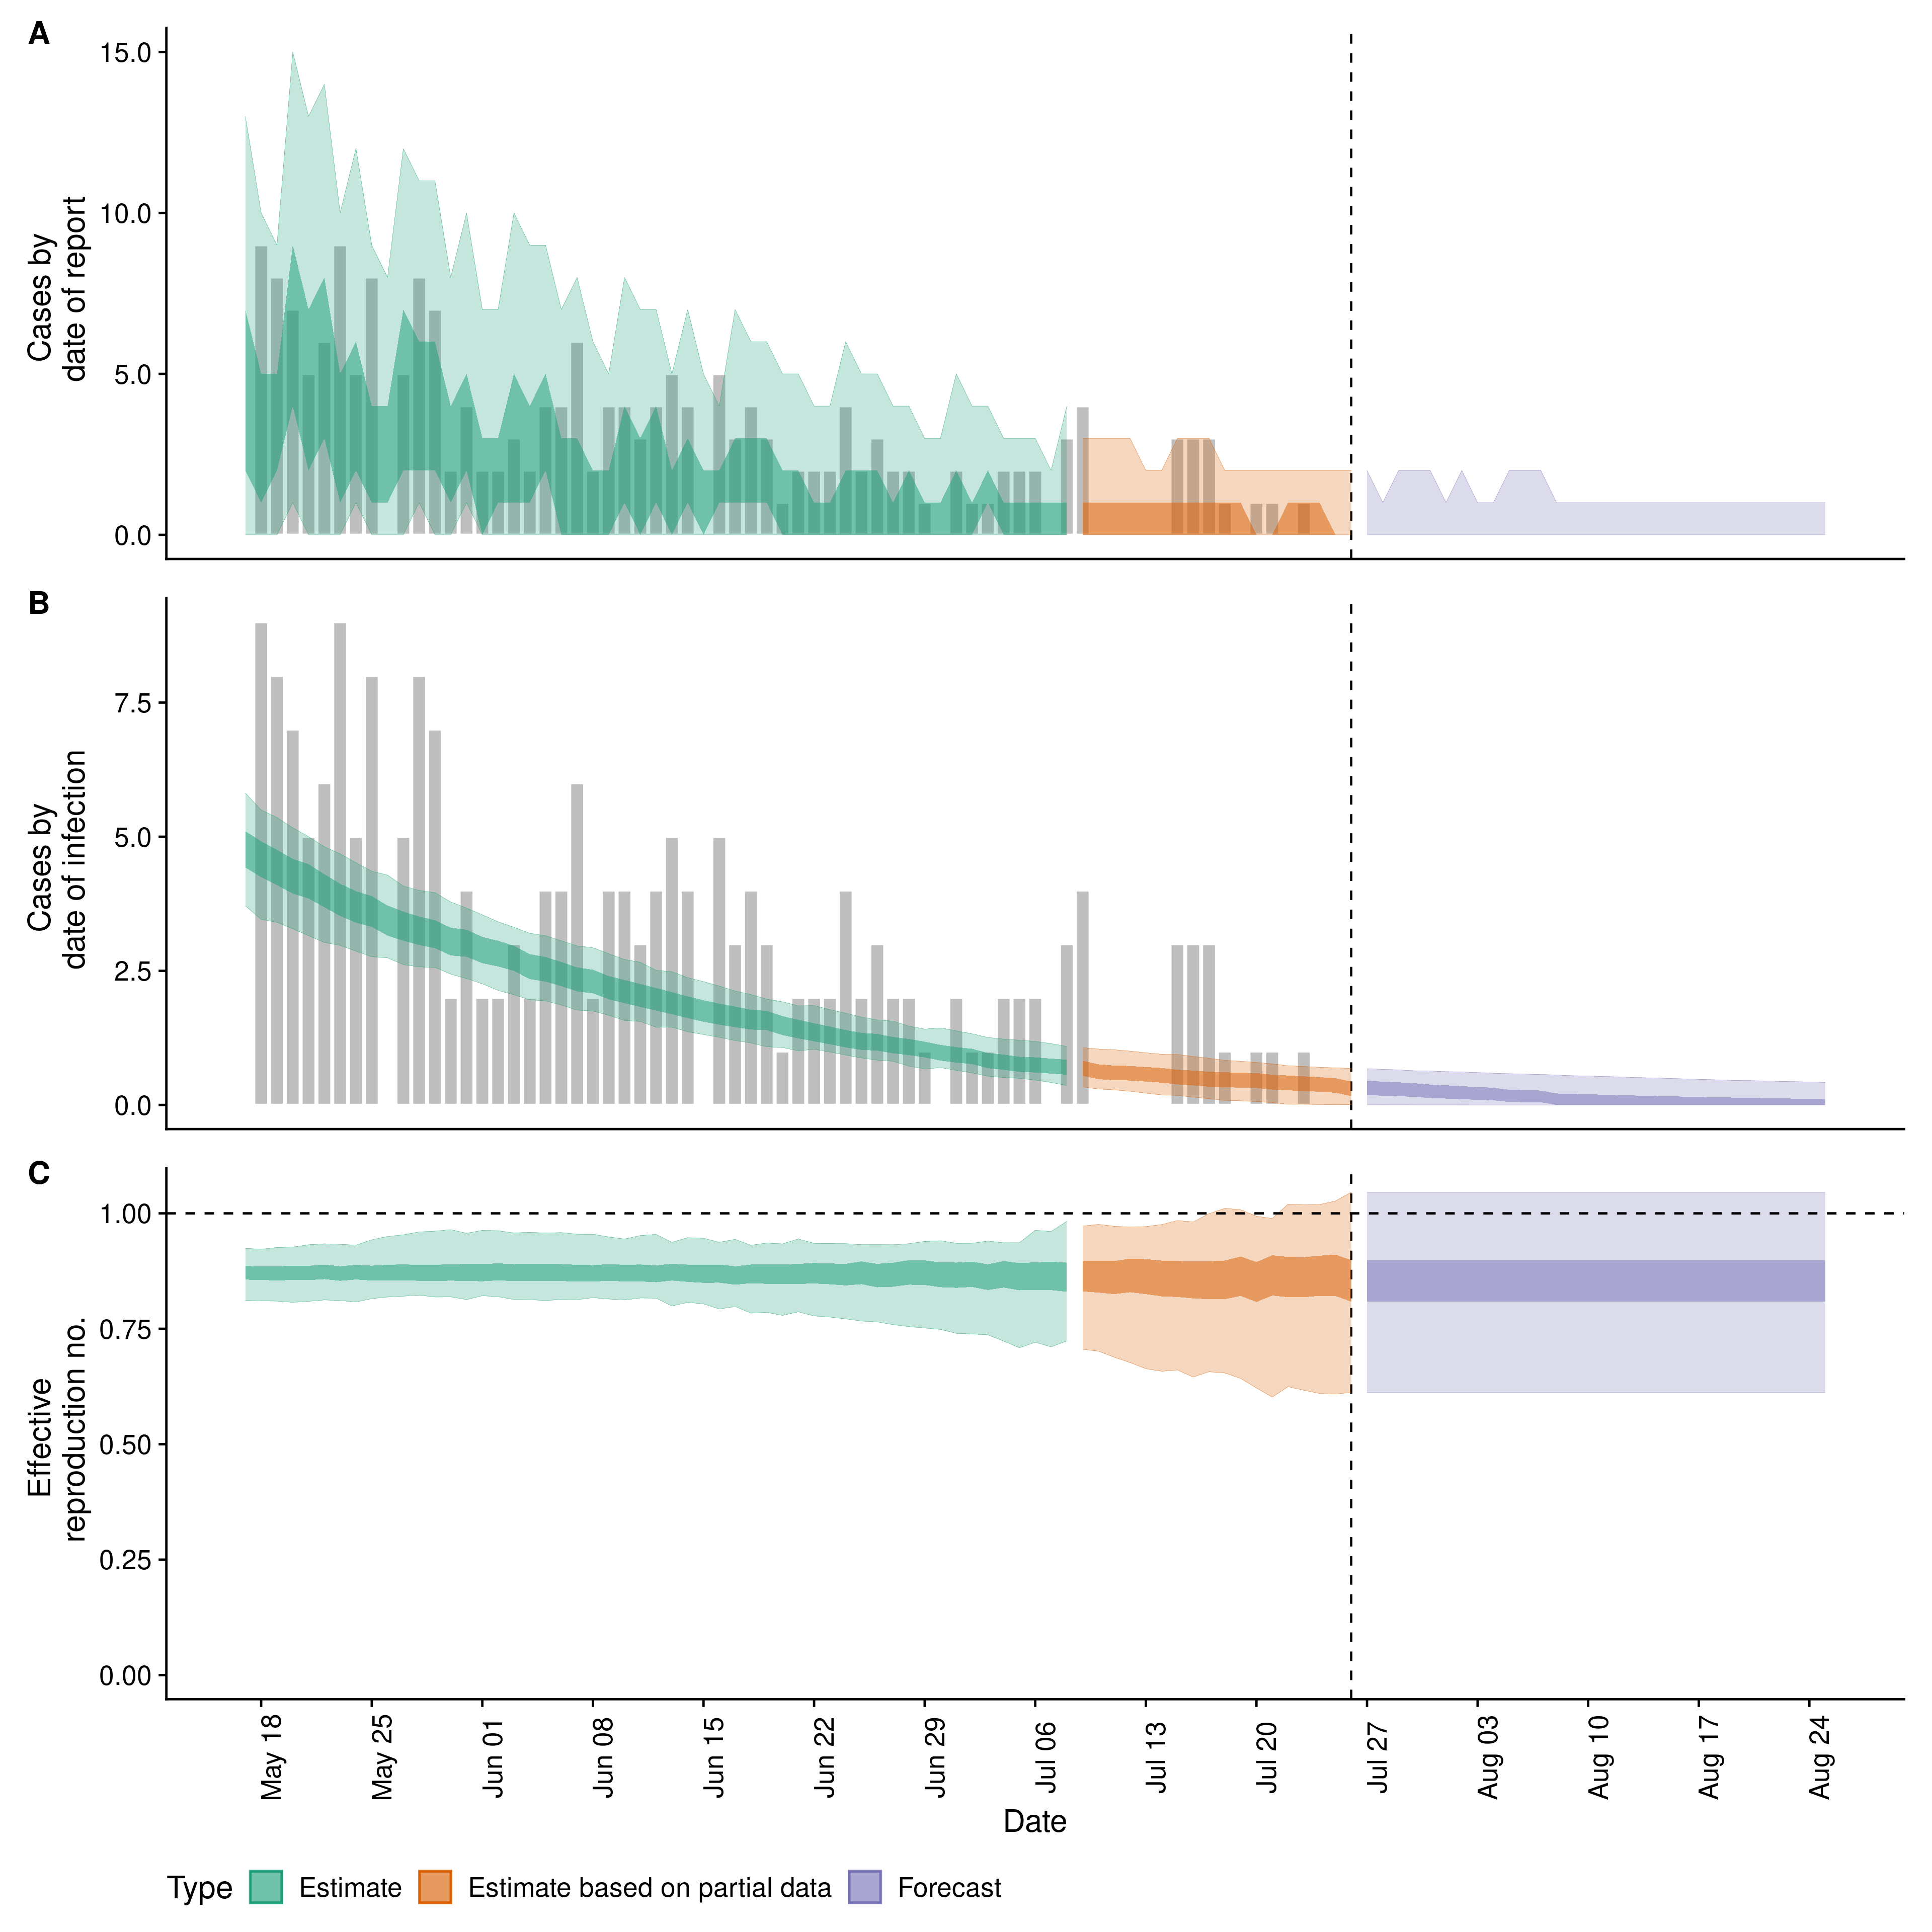 A
15.0
10.0
5.0
0.0
Cases by
date of report
B
7.5
5.0
2.5
0.0
Cases by
date of infection
C
1.00
0.75
0.50
0.25
0.00
Effective
reproduction no.
May 18
May 25
Jun 01
Jun 08
Jun 15
Jun 22
Jun 29
Jul 06
Jul 13
Jul 20
Jul 27
Aug 03
Aug 10
Aug 17
Aug 24
Date
Type Estimate Estimate based on partial data Forecast